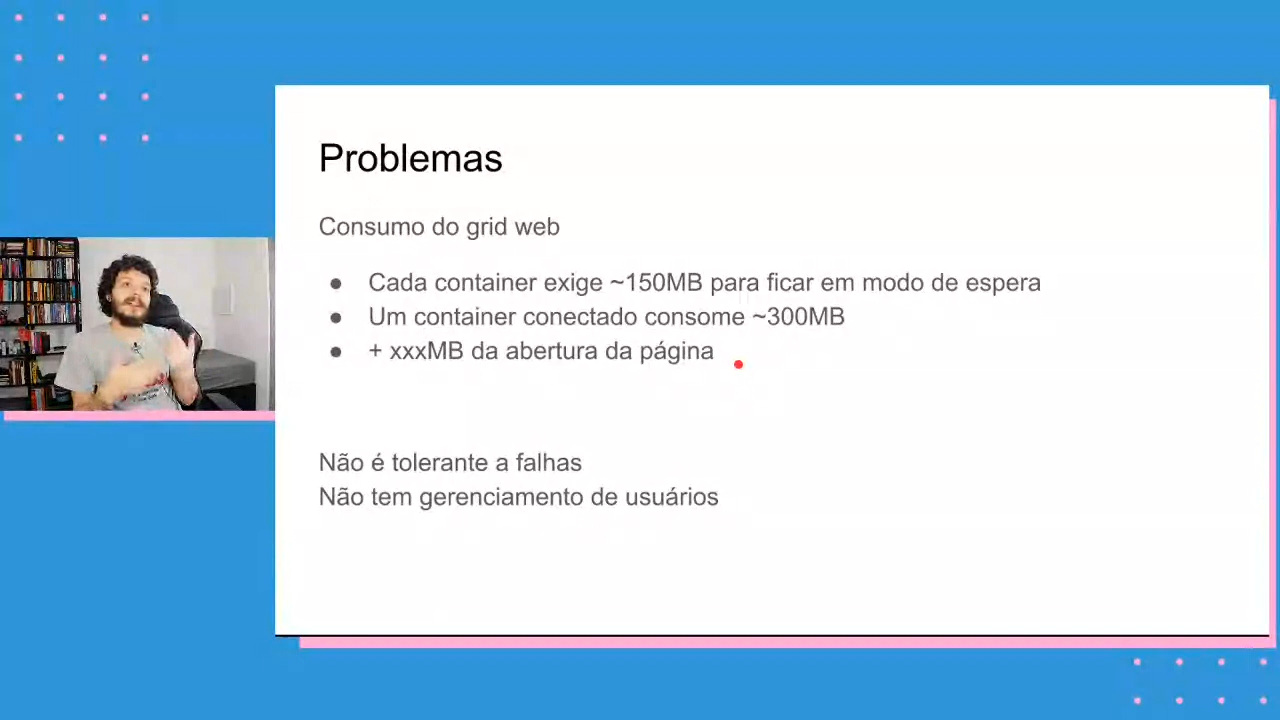 Problemas
Consumo do grid web
● Cada container exige ~150MB para ficar em modo de espera
● Um container conectado consome ~300MB
● + xxxMB da abertura da página
Não é tolerante a falhas
Não tem gerenciamento de usuários